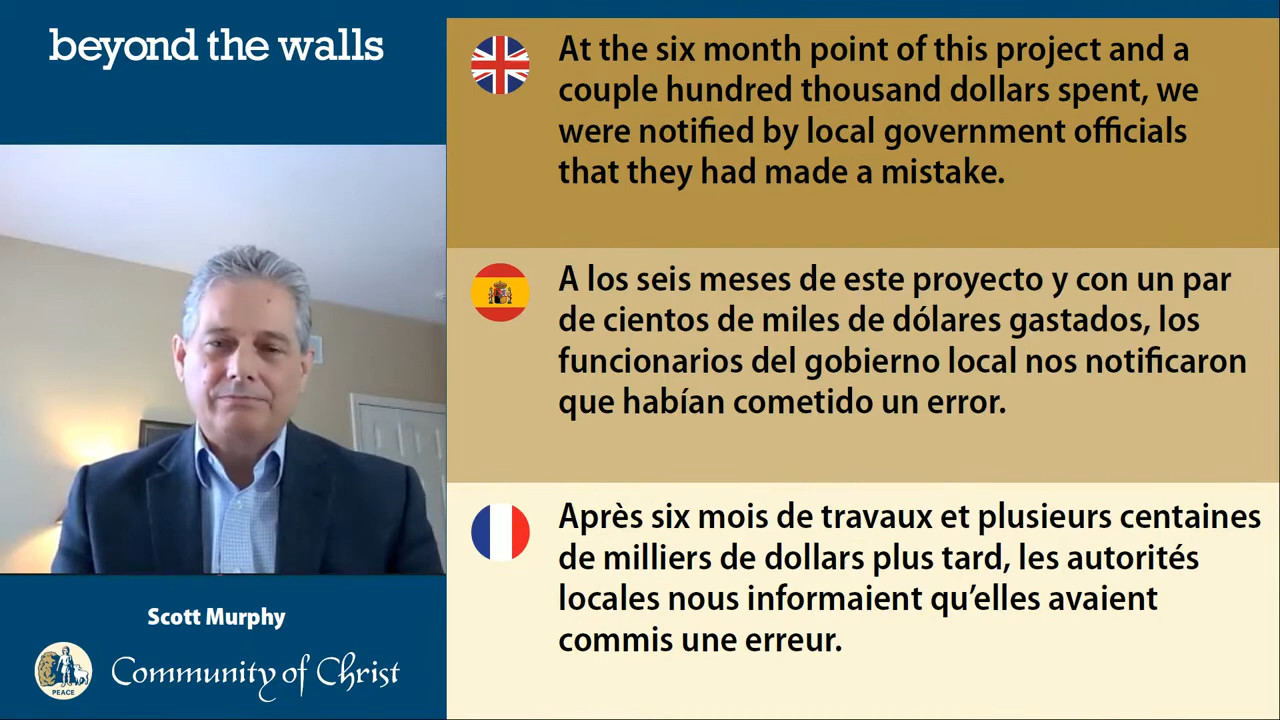 beyond the walls
At the six month point of this project and a
couple hundred thousand dollars spent, we
were notified by local government officials
that they had made a mistake.
A los seis meses de este proyecto y con un par
de cientos de miles de dólares gastados, los
funcionarios del gobierno local nos notificaron
que habían cometido un error.
Après six mois de travaux et plusieurs centaines
de milliers de dollars plus tard, les autorités
locales nous informaient qu’elles avaient
commis une erreur.
Scott Murphy
PEACE
Community of Christ